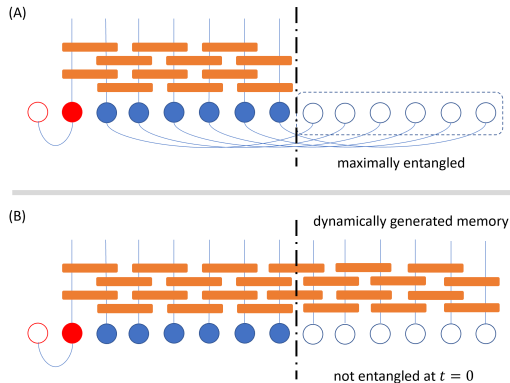 (A)
maximally entangled
(B)
dynamically generated memory
not entangled at t = 0